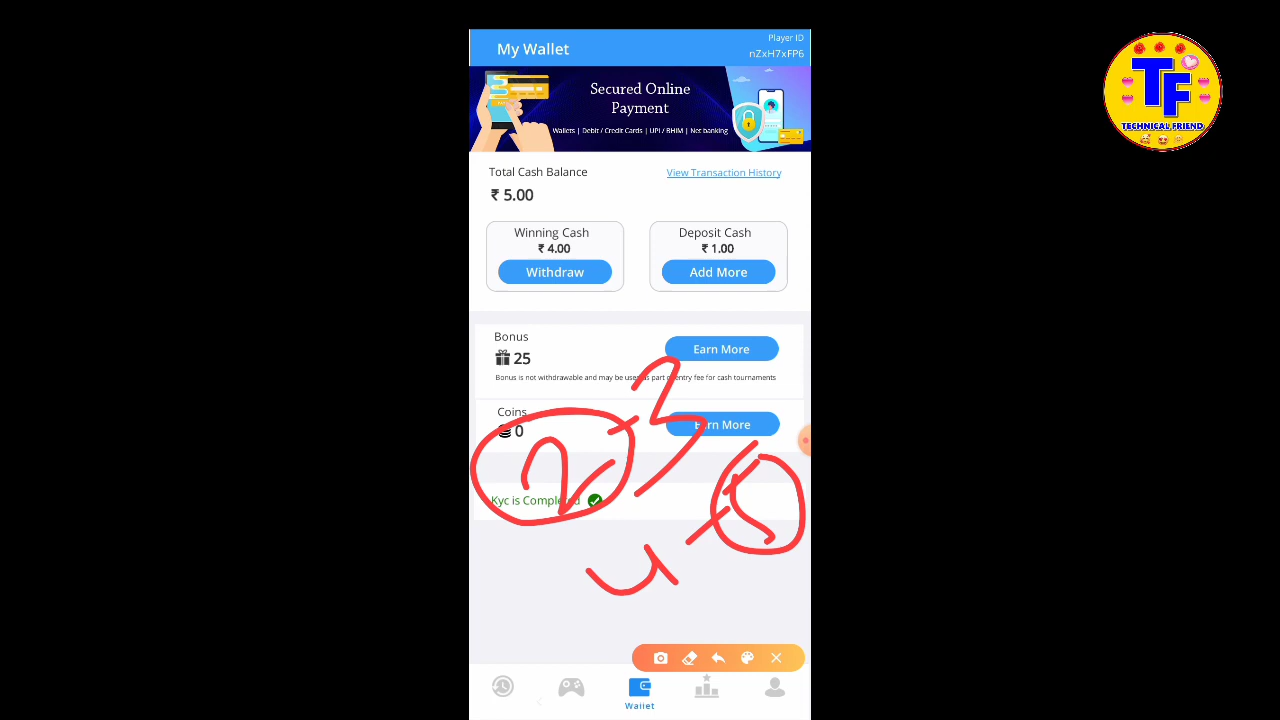 My Wallet
Player ID
nZxH7xFP6
Secured Online
Payment
Wallets | Debit / Credit Cards | UPI / BHIM | Net banking
Total Cash Balance
View Transaction History
₹ 5.00
Winning Cash
₹ 4.00
Withdraw
Deposit Cash
₹ 1.00
Add More
Bonus
25
Earn More
Bonus is not withdrawable and may be used as part of entry fee for cash tournaments
Coins
0
Earn More
Kyc is Completed
2 - 3
Wallet
TF
TECHNICAL FRIEND